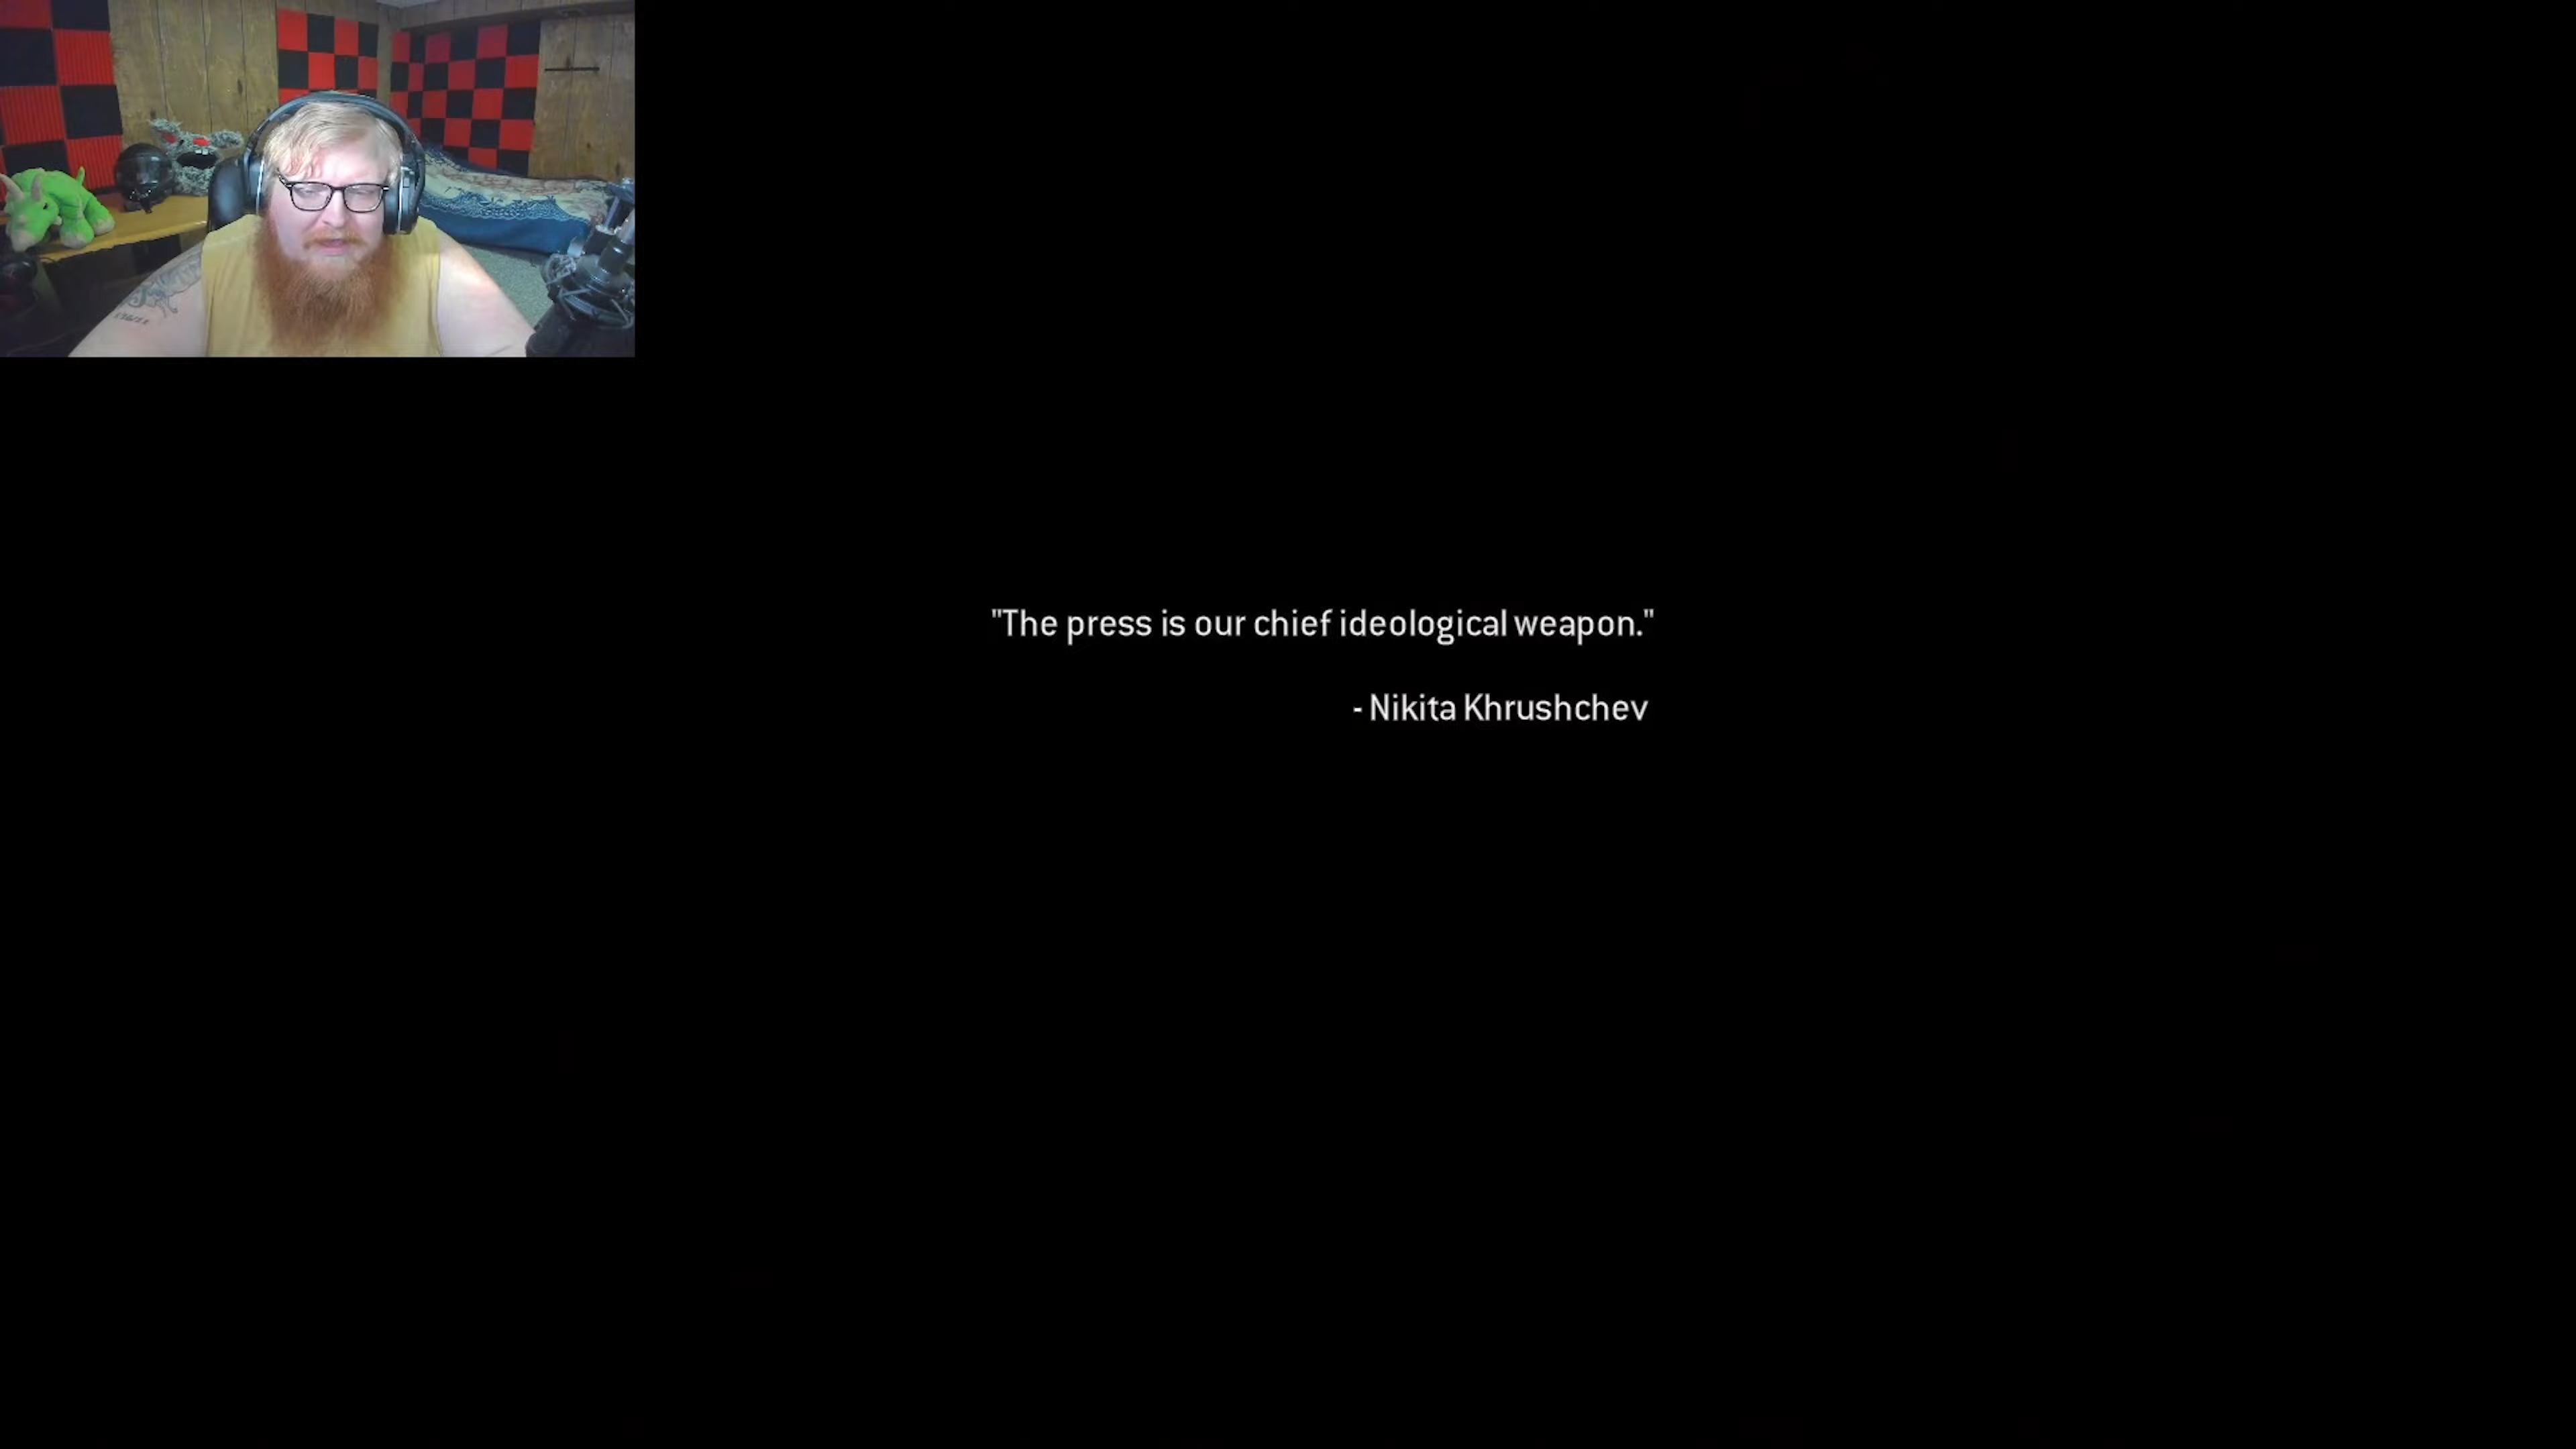 "The press is our chief ideological weapon."
- Nikita Khrushchev